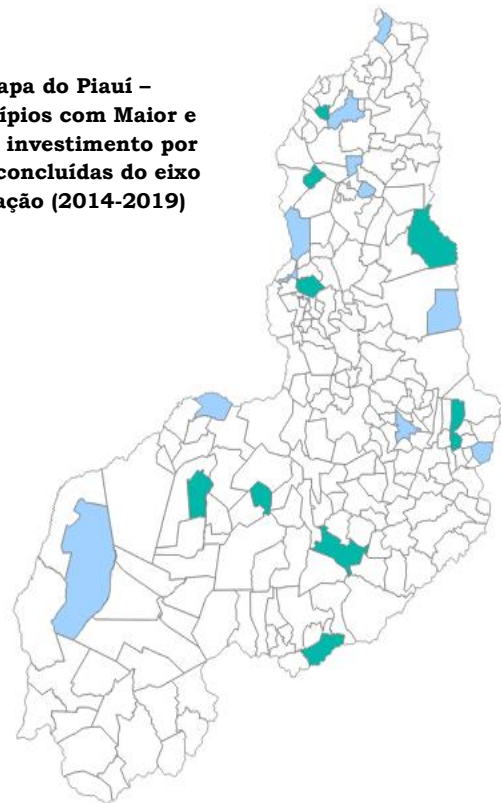 apa do Piauí –
ípios com Maior e
investimento por
concluídas do eixo
ação (2014-2019)